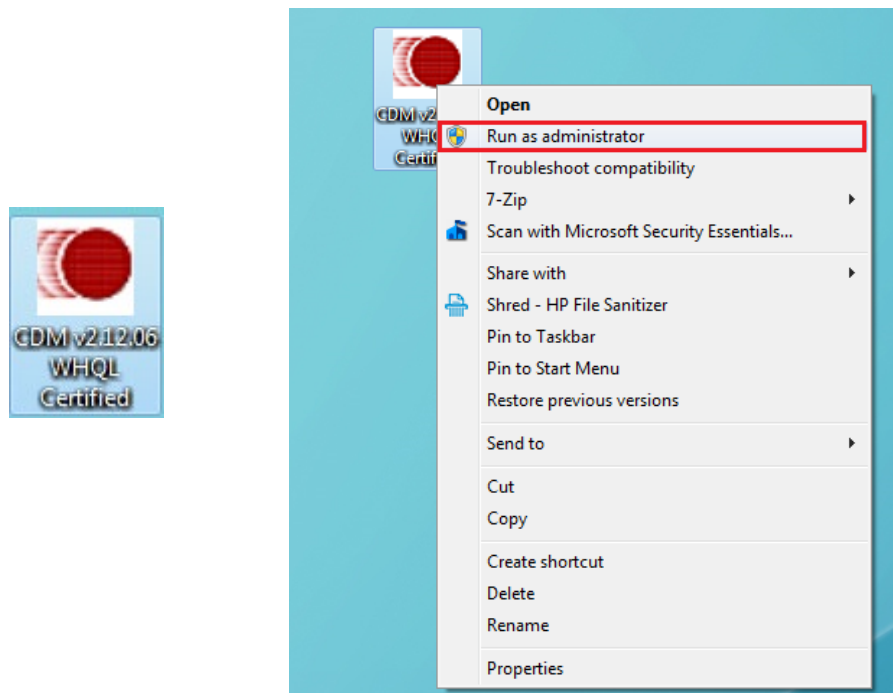 CDM v2.12.06
WHQL
Certified
CDM v2
WHQ
Certif
Open
Run as administrator
Troubleshoot compatibility
7-Zip
Scan with Microsoft Security Essentials...
Share with
Shred - HP File Sanitizer
Pin to Taskbar
Pin to Start Menu
Restore previous versions
Send to
Cut
Copy
Create shortcut
Delete
Rename
Properties